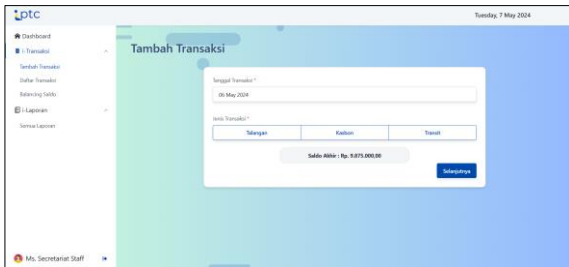 iptc
Tuesday, 7 May 2024
Dashboard
i-Transaksi
Tambah Transaksi
Daftar Transaksi
Balancing Saldo
i-Laporan
Semua Laporan
Tambah Transaksi
Tanggal Transaksi *
06 May 2024
Jenis Transaksi *
Talangan Kasbon Transit
Saldo Akhir : Rp. 9.875.000,00
Selanjutnya
Ms. Secretariat Staff